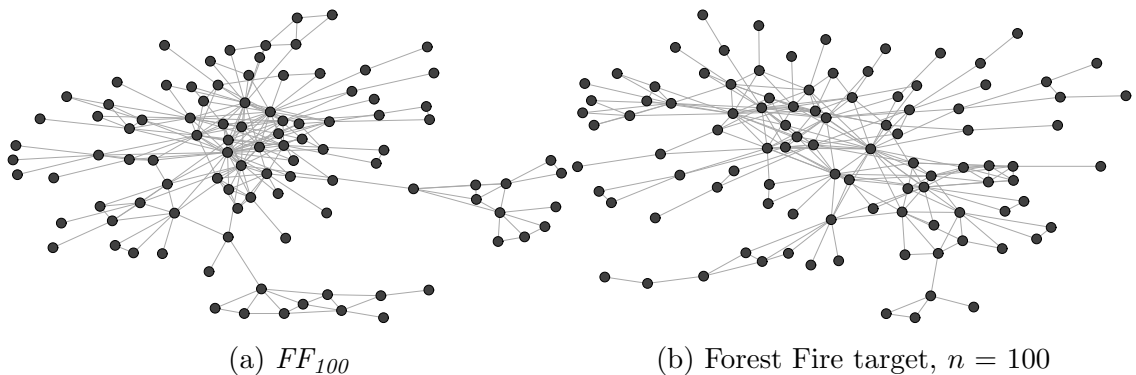 (a) FF₁₀₀
(b) Forest Fire target, n = 100